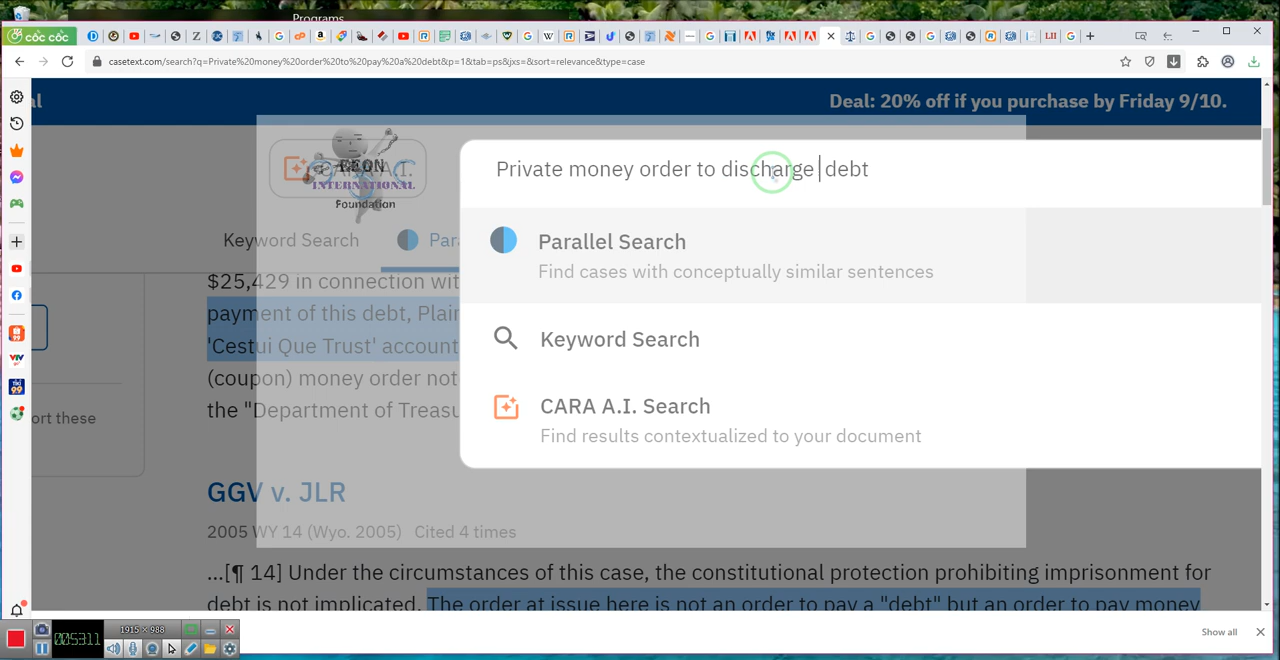 Programs
cốc cốc
casetext.com/search?q=Private%20money%20order%20to%20pay%20a%20debt&p=1&tab=ps&jxs=&sort=relevance&type=case
al
Deal: 20% off if you purchase by Friday 9/10.
A.I.
INTERNATIONAL
Foundation
Private money order to discharge debt
Keyword Search
Par
Parallel Search
Find cases with conceptually similar sentences
Keyword Search
CARA A.I. Search
Find results contextualized to your document
$25,429 in connection wit
payment of this debt, Plain
'Cestui Que Trust' account
(coupon) money order not
the "Department of Treasu
ort these
GGV v. JLR
2005 WY 14 (Wyo. 2005) Cited 4 times
...[¶ 14] Under the circumstances of this case, the constitutional protection prohibiting imprisonment for
debt is not implicated. The order at issue here is not an order to pay a "debt" but an order to pay money
Show all
1915 × 988
005311